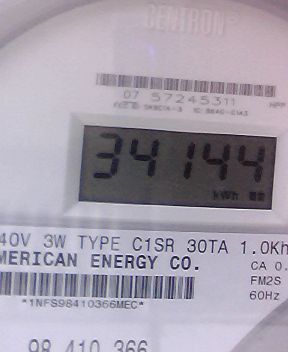 CENTRON®
07 57245311
34144
kWh
40V 3W TYPE C1SR 30TA 1.0Kh
MERICAN ENERGY CO.
CA 0.
FM2S
60Hz
*1NFS98410366MEC*
98 410 366